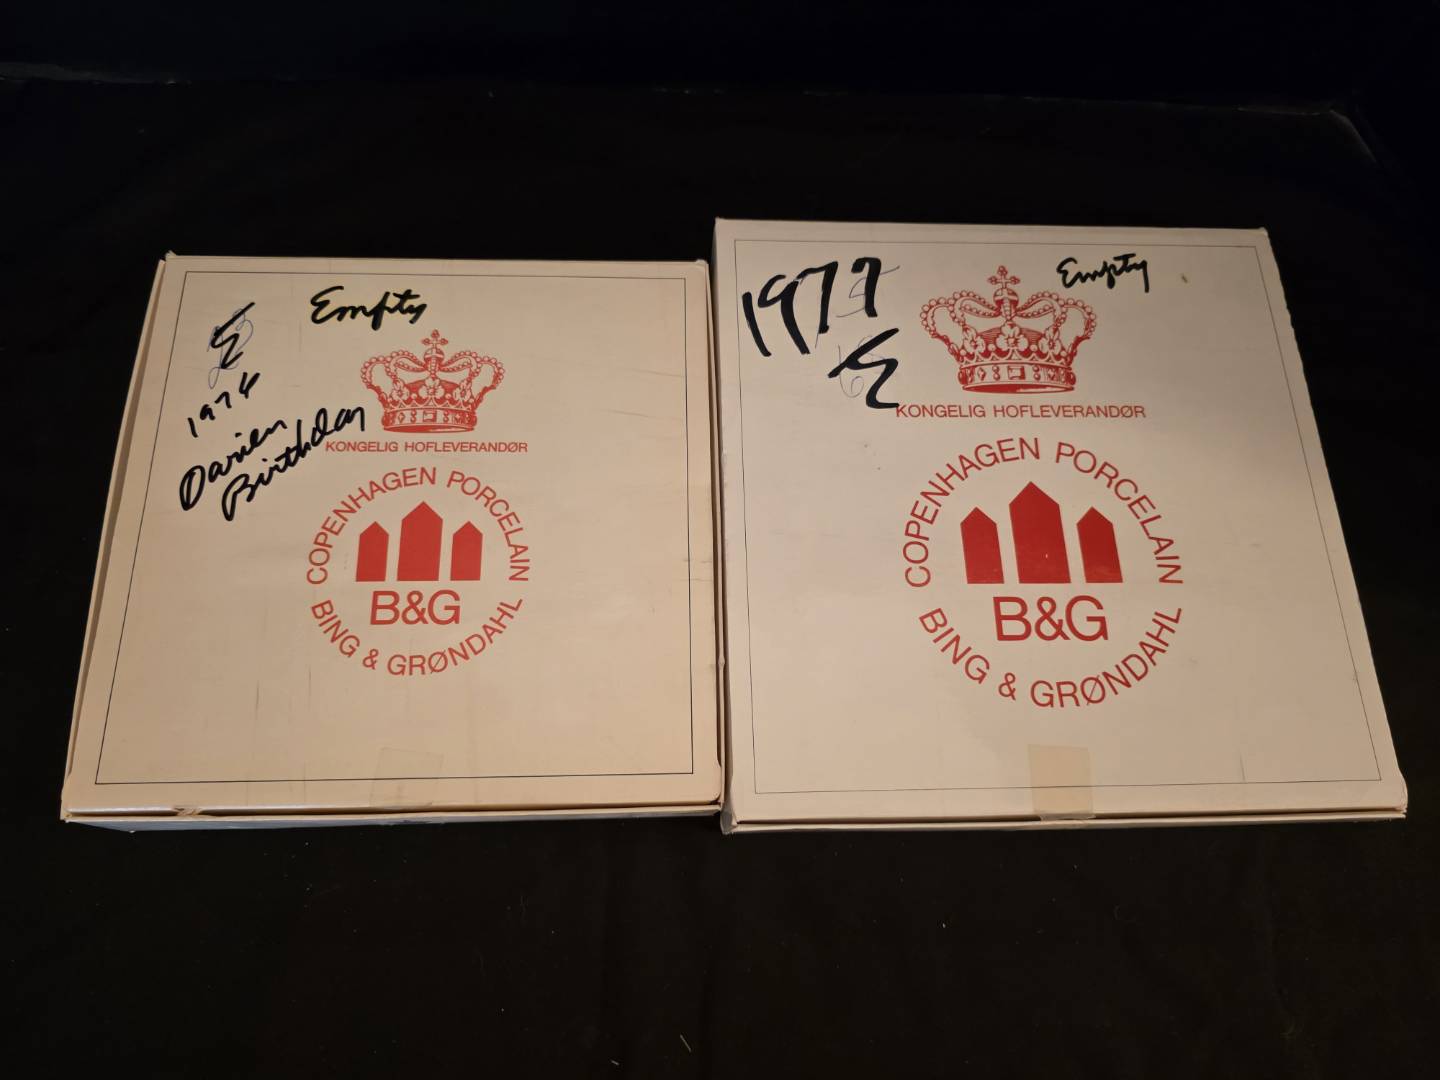 Empty
E
1974
Darien
Birthday
KONGELIG HOFLEVERANDØR
COPENHAGEN PORCELAIN
B&G
BING & GRØNDAHL
1977
E
Empty
KONGELIG HOFLEVERANDØR
COPENHAGEN PORCELAIN
B&G
BING & GRØNDAHL